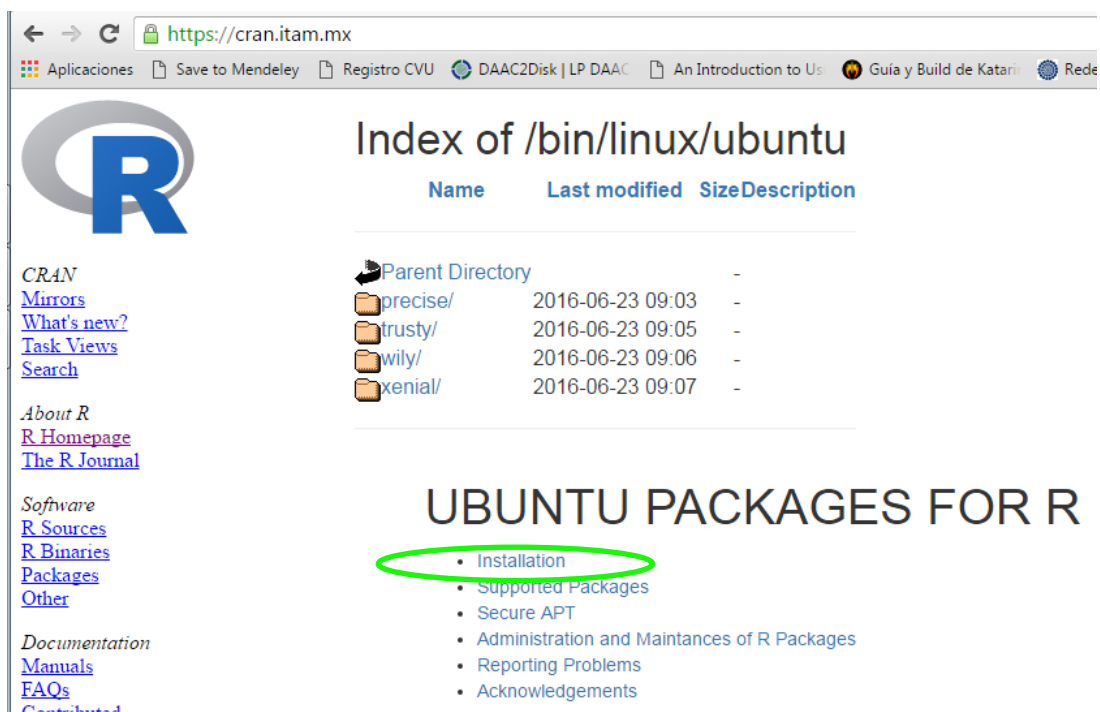 https://cran.itam.mx
Aplicaciones Save to Mendeley Registro CVU DAAC2Disk | LP DAAC An Introduction to Us Guía y Build de Katari Rede
R
CRAN
Mirrors
What's new?
Task Views
Search
About R
R Homepage
The R Journal
Software
R Sources
R Binaries
Packages
Other
Documentation
Manuals
FAQs
Contributed
Index of /bin/linux/ubuntu
Name Last modified Size Description
Parent Directory -
precise/ 2016-06-23 09:03 -
trusty/ 2016-06-23 09:05 -
wily/ 2016-06-23 09:06 -
xenial/ 2016-06-23 09:07 -
UBUNTU PACKAGES FOR R
• Installation
• Supported Packages
• Secure APT
• Administration and Maintances of R Packages
• Reporting Problems
• Acknowledgements